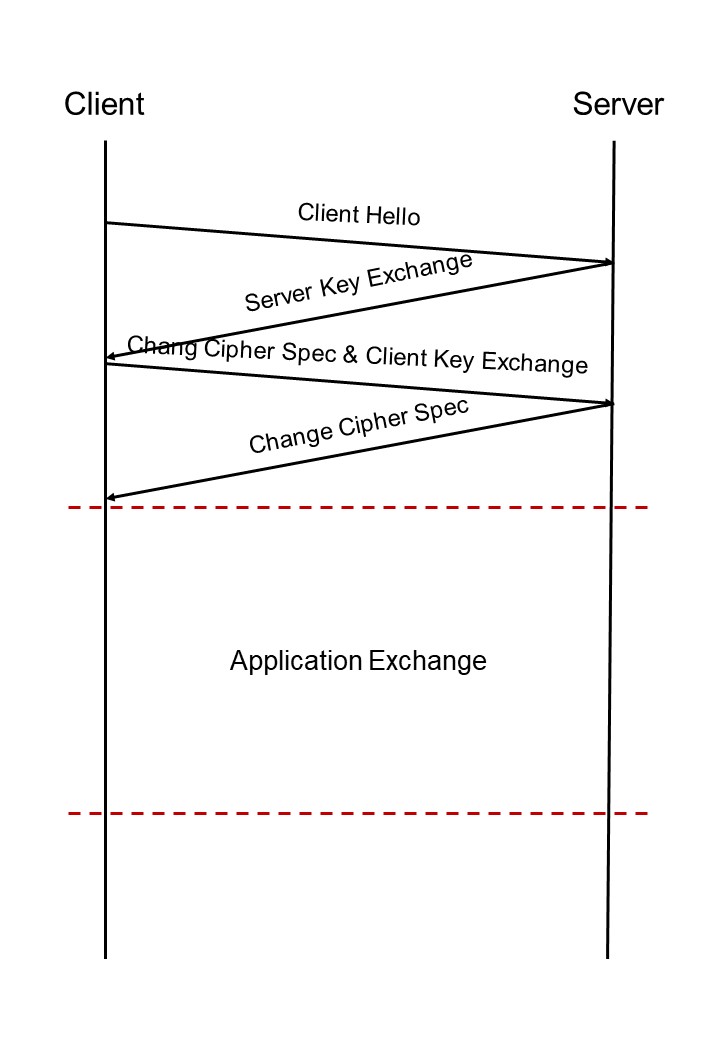 Client
Server
Client Hello
Server Key Exchange
Chang Cipher Spec & Client Key Exchange
Change Cipher Spec
Application Exchange